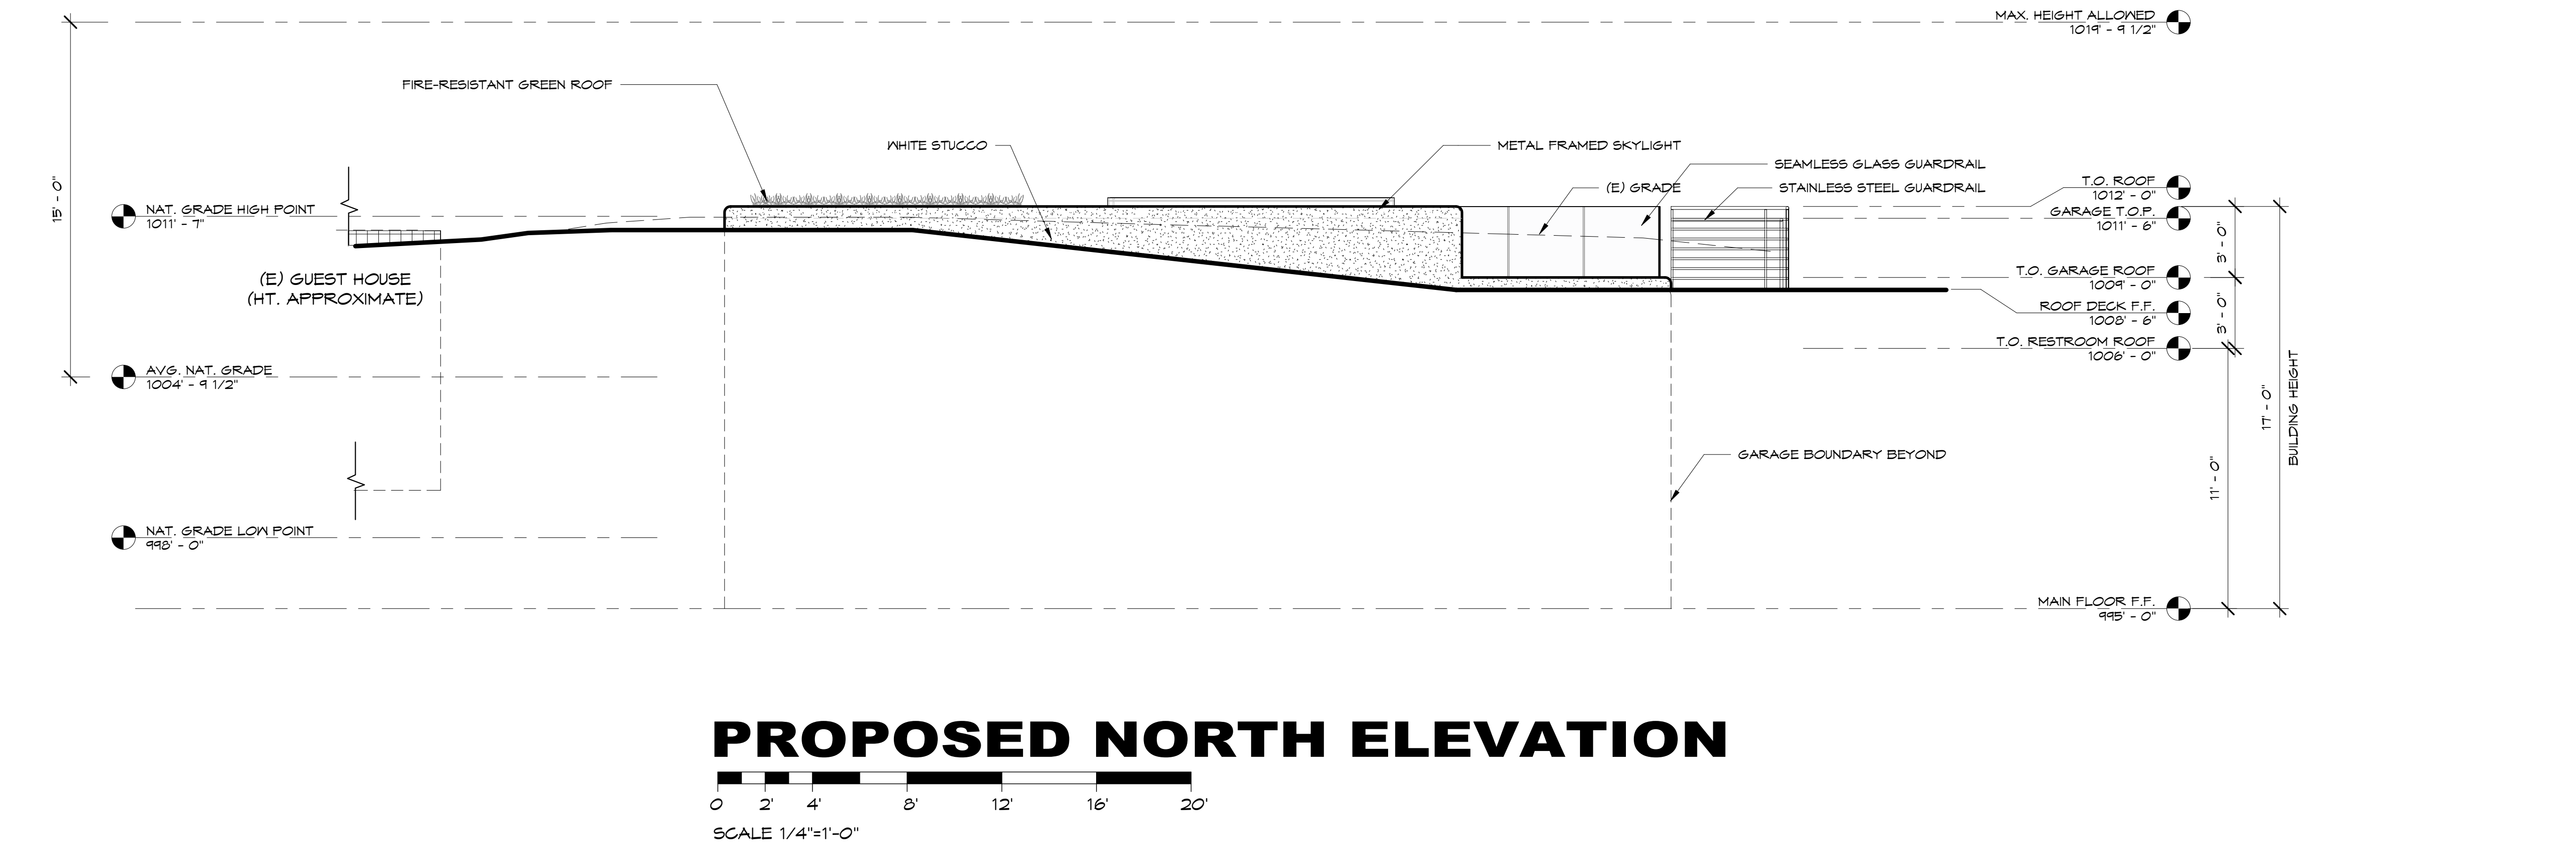 MAX. HEIGHT ALLOWED
1019' - 9 1/2"
FIRE-RESISTANT GREEN ROOF
WHITE STUCCO
METAL FRAMED SKYLIGHT
SEAMLESS GLASS GUARDRAIL
(E) GRADE
STAINLESS STEEL GUARDRAIL
T.O. ROOF
1012' - 0"
15' - 0"
NAT. GRADE HIGH POINT
1011' - 7"
GARAGE T.O.P.
1011' - 6"
3' - 0"
(E) GUEST HOUSE
(HT. APPROXIMATE)
T.O. GARAGE ROOF
1009' - 0"
ROOF DECK F.F.
1008' - 6"
3' - 0"
T.O. RESTROOM ROOF
1006' - 0"
AVG. NAT. GRADE
1004' - 9 1/2"
17' - 0"
BUILDING HEIGHT
11' - 0"
GARAGE BOUNDARY BEYOND
NAT. GRADE LOW POINT
998' - 0"
MAIN FLOOR F.F.
995' - 0"
PROPOSED NORTH ELEVATION
0 2' 4' 8' 12' 16' 20'
SCALE 1/4"=1'-0"